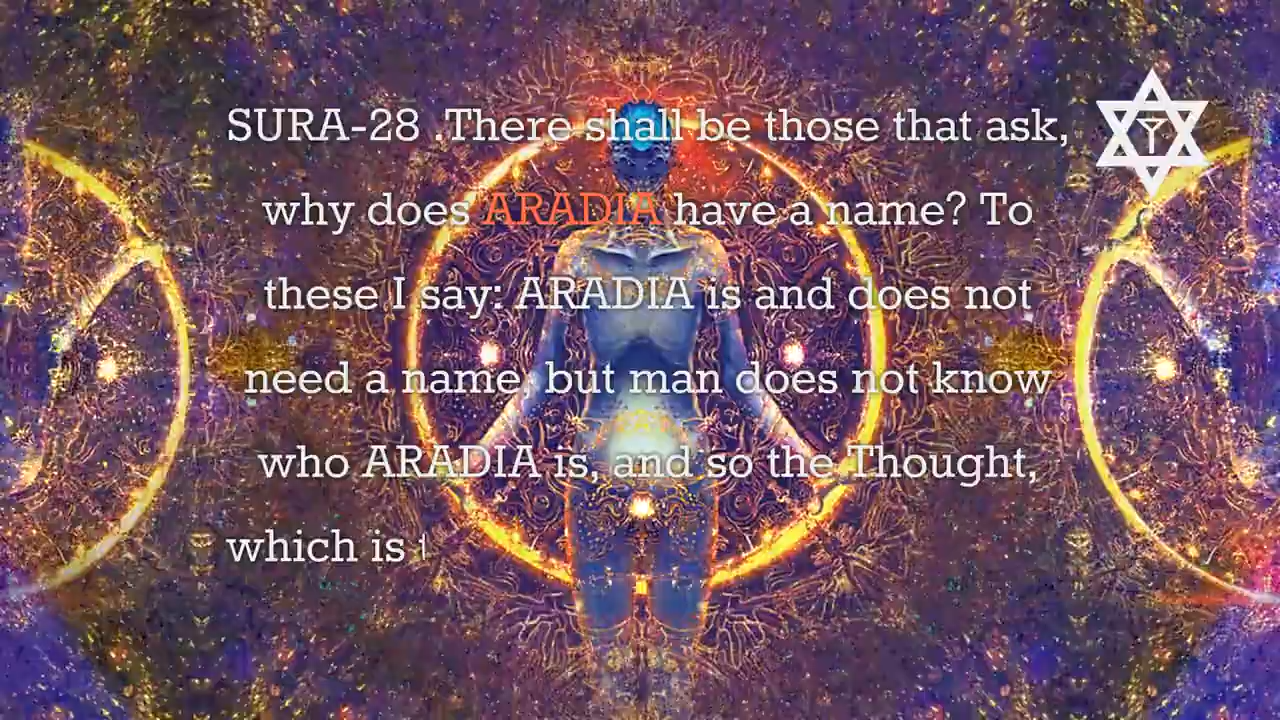 SURA-28 .There shall be those that ask,
why does ARADIA have a name? To
these I say: ARADIA is and does not
need a name, but man does not know
who ARADIA is, and so the Thought,
which is t